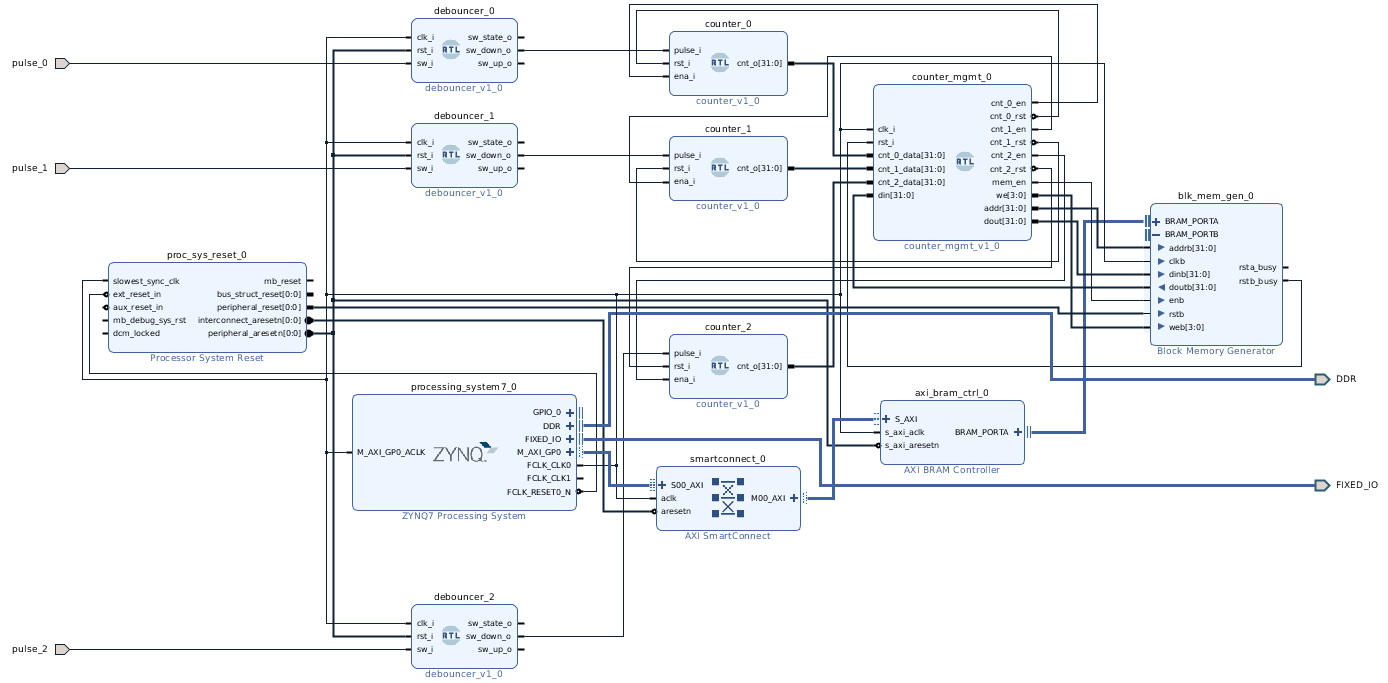 debouncer_0
clk_i
rst_i
sw_i
RTL
sw_state_o
sw_down_o
sw_up_o
debouncer_v1_0
pulse_0
counter_0
pulse_i
rst_i
ena_i
RTL
cnt_o[31:0]
counter_v1_0
debouncer_1
clk_i
rst_i
sw_i
RTL
sw_state_o
sw_down_o
sw_up_o
debouncer_v1_0
pulse_1
counter_1
pulse_i
rst_i
ena_i
RTL
cnt_o[31:0]
counter_v1_0
counter_mgmt_0
clk_i
rst_i
cnt_0_data[31:0]
cnt_1_data[31:0]
cnt_2_data[31:0]
din[31:0]
RTL
cnt_0_en
cnt_0_rst
cnt_1_en
cnt_1_rst
cnt_2_en
cnt_2_rst
mem_en
we[3:0]
addr[31:0]
dout[31:0]
counter_mgmt_v1_0
blk_mem_gen_0
BRAM_PORTA
BRAM_PORTB
addrb[31:0]
clkb
dinb[31:0]
doutb[31:0]
enb
rstb
web[3:0]
rsta_busy
rstb_busy
Block Memory Generator
proc_sys_reset_0
slowest_sync_clk
ext_reset_in
aux_reset_in
mb_debug_sys_rst
dcm_locked
mb_reset
bus_struct_reset[0:0]
peripheral_reset[0:0]
interconnect_aresetn[0:0]
peripheral_aresetn[0:0]
Processor System Reset
counter_2
pulse_i
rst_i
ena_i
RTL
cnt_o[31:0]
counter_v1_0
DDR
processing_system7_0
M_AXI_GP0_ACLK
ZYNQ
GPIO_0
DDR
FIXED_IO
M_AXI_GP0
FCLK_CLK0
FCLK_CLK1
FCLK_RESET0_N
ZYNQ7 Processing System
axi_bram_ctrl_0
S_AXI
s_axi_aclk
s_axi_aresetn
BRAM_PORTA
AXI BRAM Controller
smartconnect_0
S00_AXI
aclk
aresetn
M00_AXI
AXI SmartConnect
FIXED_IO
debouncer_2
clk_i
rst_i
sw_i
RTL
sw_state_o
sw_down_o
sw_up_o
debouncer_v1_0
pulse_2